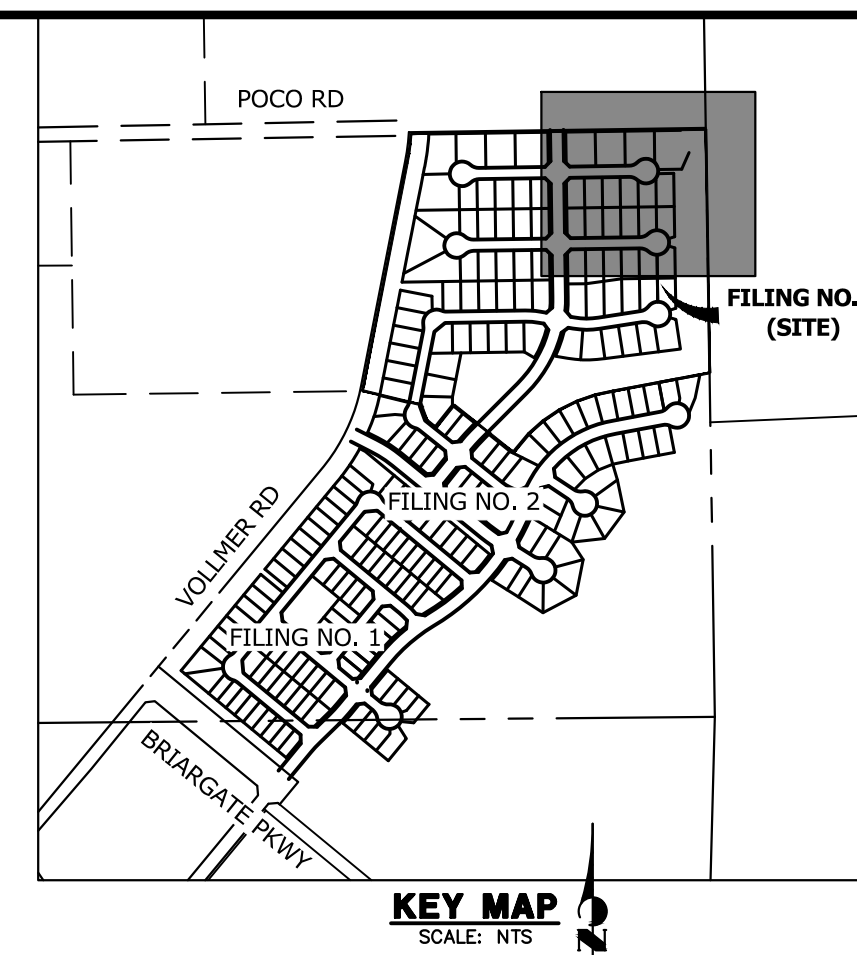 POCO RD
FILING NO.
(SITE)
FILING NO. 2
VOLLMER RD
FILING NO. 1
BRIARGATE PKWY
KEY MAP
SCALE: NTS
N